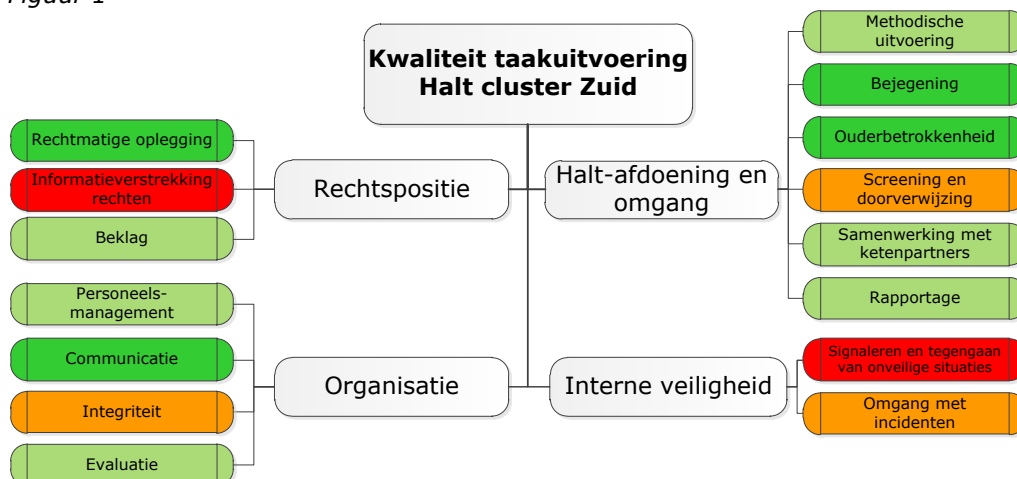 Figuur 1
Kwaliteit taakuitvoering
Halt cluster Zuid
Rechtspositie
Rechtmatige oplegging
Informatieverstrekking
rechten
Beklag
Halt-afdoening en
omgang
Methodische
uitvoering
Bejegening
Ouderbetrokkenheid
Screening en
doorverwijzing
Samenwerking met
ketenpartners
Rapportage
Organisatie
Personeels-
management
Communicatie
Integriteit
Evaluatie
Interne veiligheid
Signaleren en tegengaan
van onveilige situaties
Omgang met
incidenten